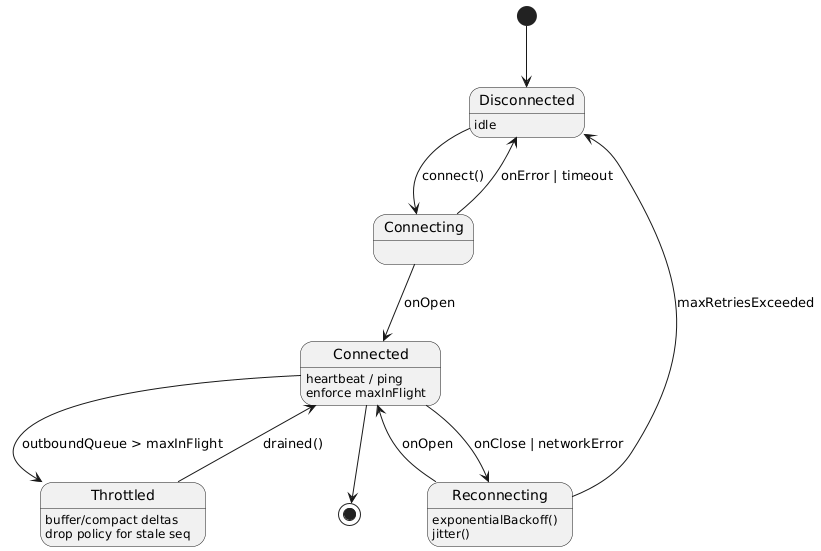 Disconnected
idle
connect()
onError | timeout
Connecting
onOpen
maxRetriesExceeded
Connected
heartbeat / ping
enforce maxInFlight
outboundQueue > maxInFlight
drained()
onOpen
onClose | networkError
Throttled
buffer/compact deltas
drop policy for stale seq
Reconnecting
exponentialBackoff()
jitter()